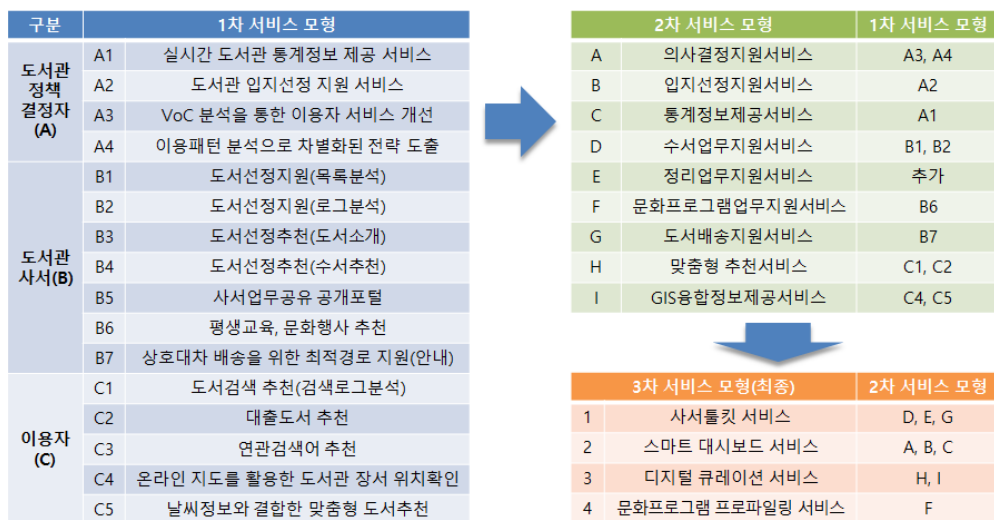 구분 1차 서비스 모형
도서관 정책 결정자 (A)
A1 실시간 도서관 통계정보 제공 서비스
A2 도서관 입지선정 지원 서비스
A3 VoC 분석을 통한 이용자 서비스 개선
A4 이용패턴 분석으로 차별화된 전략 도출
도서관 사서(B)
B1 도서선정지원(목록분석)
B2 도서선정지원(로그분석)
B3 도서선정추천(도서소개)
B4 도서선정추천(수서추천)
B5 사서업무공유 공개포털
B6 평생교육, 문화행사 추천
B7 상호대차 배송을 위한 최적경로 지원(안내)
이용자 (C)
C1 도서검색 추천(검색로그분석)
C2 대출도서 추천
C3 연관검색어 추천
C4 온라인 지도를 활용한 도서관 장서 위치확인
C5 날씨정보와 결합한 맞춤형 도서추천
2차 서비스 모형 1차 서비스 모형
A 의사결정지원서비스 A3, A4
B 입지선정지원서비스 A2
C 통계정보제공서비스 A1
D 수서업무지원서비스 B1, B2
E 정리업무지원서비스 추가
F 문화프로그램업무지원서비스 B6
G 도서배송지원서비스 B7
H 맞춤형 추천서비스 C1, C2
I GIS융합정보제공서비스 C4, C5
3차 서비스 모형(최종) 2차 서비스 모형
1 사서툴킷 서비스 D, E, G
2 스마트 대시보드 서비스 A, B, C
3 디지털 큐레이션 서비스 H, I
4 문화프로그램 프로파일링 서비스 F